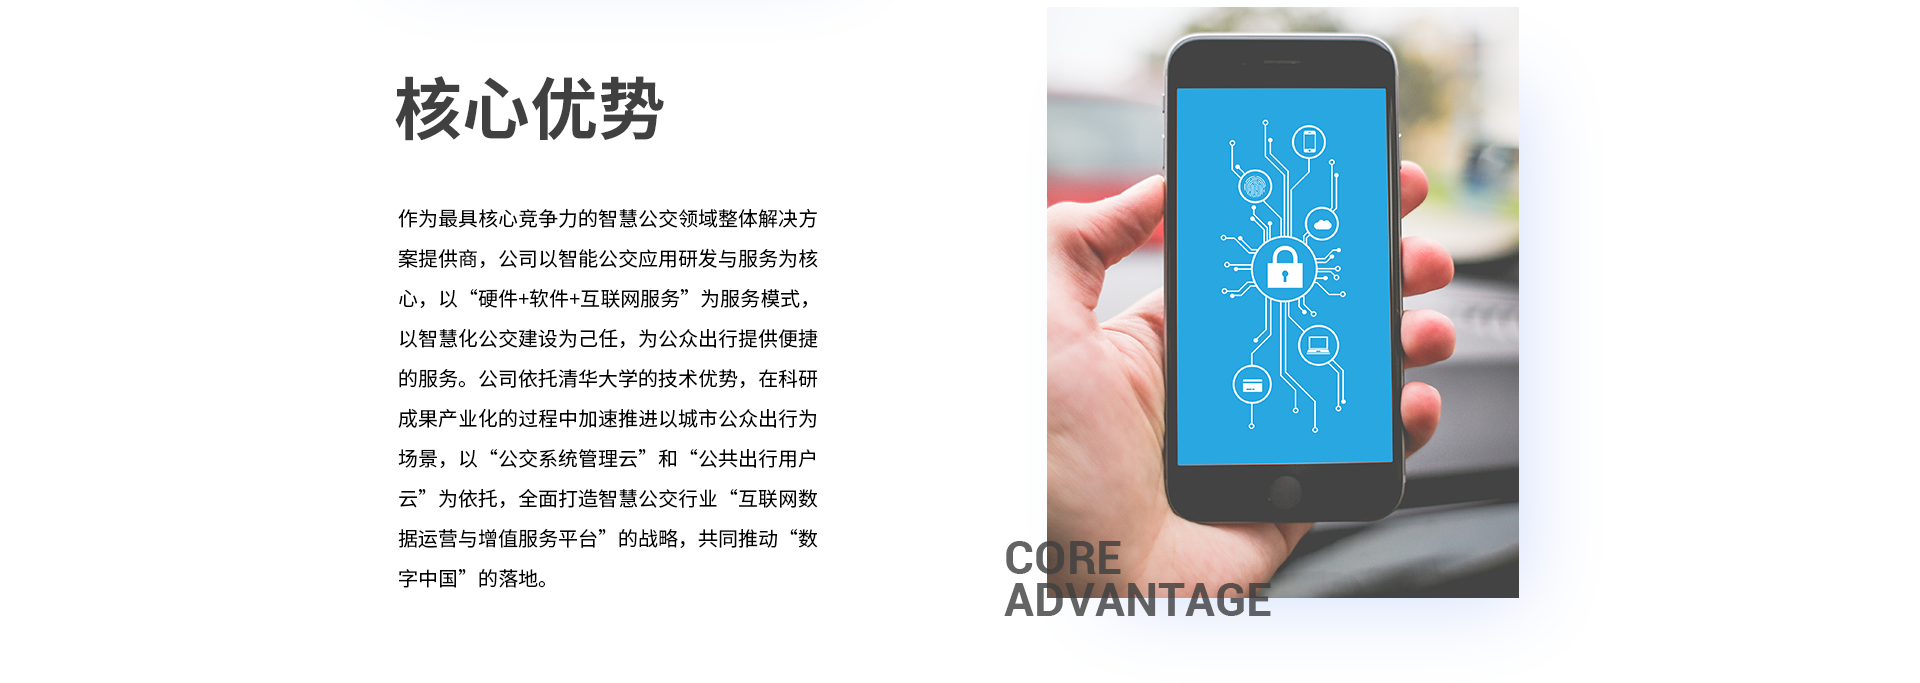 核心优势
作为最具核心竞争力的智慧公交领域整体解决方
案提供商，公司以智能公交应用研发与服务为核
心，以“硬件+软件+互联网服务”为服务模式，
以智慧化公交建设为己任，为公众出行提供便捷
的服务。公司依托清华大学的技术优势，在科研
成果产业化的过程中加速推进以城市公众出行为
场景，以“公交系统管理云”和“公共出行用户
云”为依托，全面打造智慧公交行业“互联网数
据运营与增值服务平台”的战略，共同推动“数
字中国”的落地。
CORE
ADVANTAGE